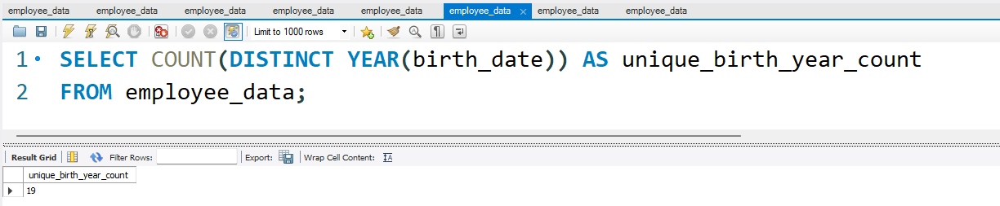 employee_data employee_data employee_data employee_data employee_data employee_data employee_data employee_data
Limit to 1000 rows
1 SELECT COUNT(DISTINCT YEAR(birth_date)) AS unique_birth_year_count
2 FROM employee_data;
Result Grid Filter Rows: Export: Wrap Cell Content:
unique_birth_year_count
19